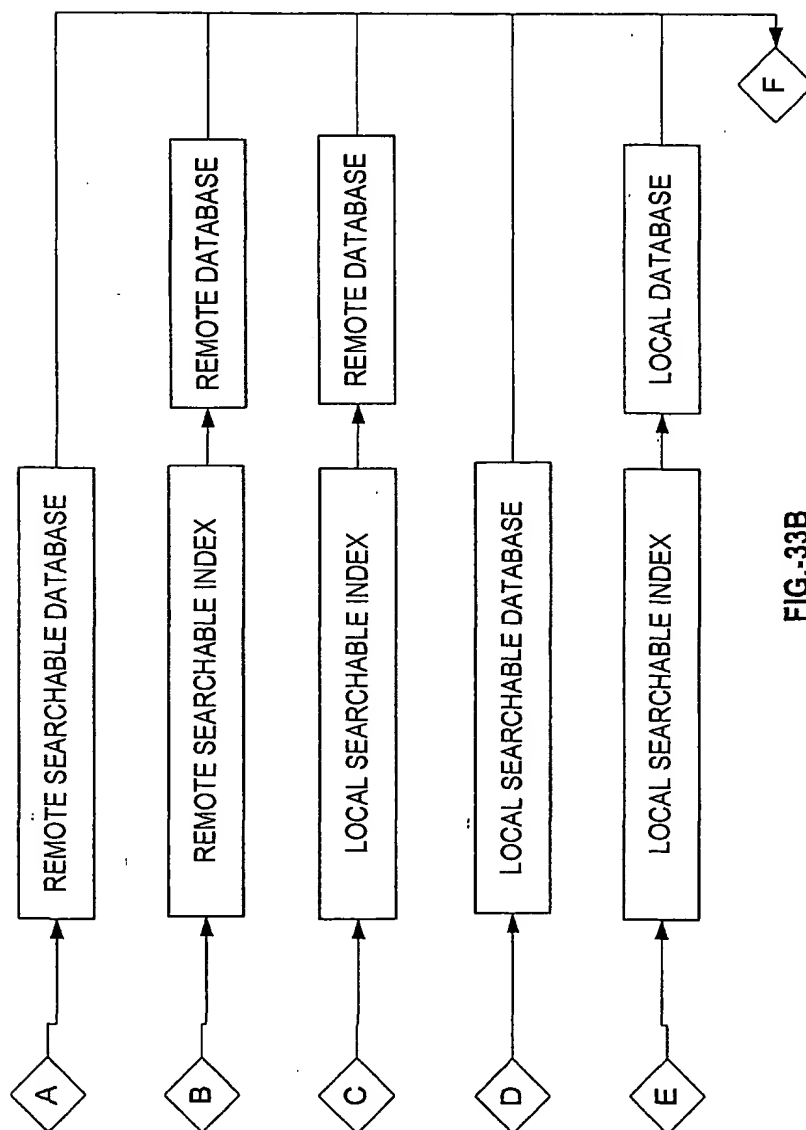 A
REMOTE SEARCHABLE DATABASE
B
REMOTE SEARCHABLE INDEX
REMOTE DATABASE
C
LOCAL SEARCHABLE INDEX
REMOTE DATABASE
D
LOCAL SEARCHABLE DATABASE
E
LOCAL SEARCHABLE INDEX
LOCAL DATABASE
F
FIG.-33B